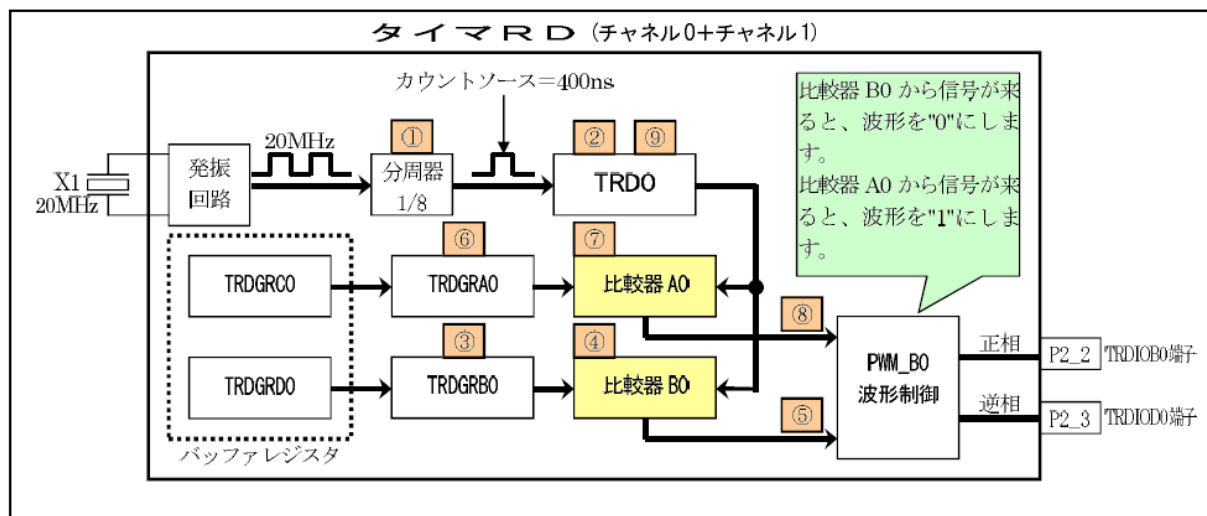 タイマRD (チャネル0+チャネル1)
カウントソース=400ns
比較器 B0 から信号が来
ると、波形を"0"にしま
す。
比較器 A0 から信号が来
ると、波形を"1"にしま
す。
X1
20MHz
発振
回路
20MHz
①
分周器
1/8
② ⑨
TRD0
TRDGRC0
⑥
TRDGRA0
⑦
比較器 A0
⑧
TRDGRD0
③
TRDGRB0
④
比較器 B0
⑤
バッファレジスタ
PWM_B0
波形制御
正相
P2_2
TRDIOB0端子
逆相
P2_3
TRDIOD0端子